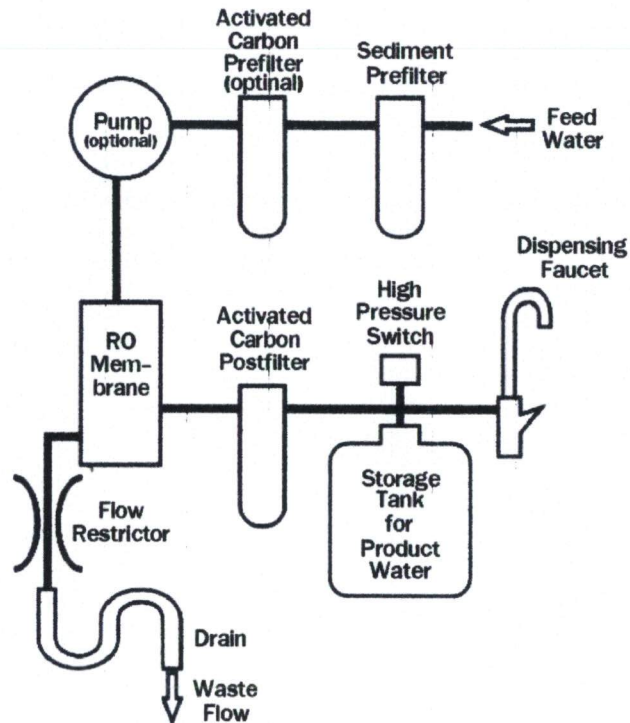 Activated
Carbon
Prefilter
(optinal)
Sediment
Prefilter
Pump
(optional)
Feed
Water
Dispensing
Faucet
High
Pressure
Switch
Activated
Carbon
Postfilter
RO
Mem-
brane
Storage
Tank
for
Product
Water
Flow
Restrictor
Drain
Waste
Flow